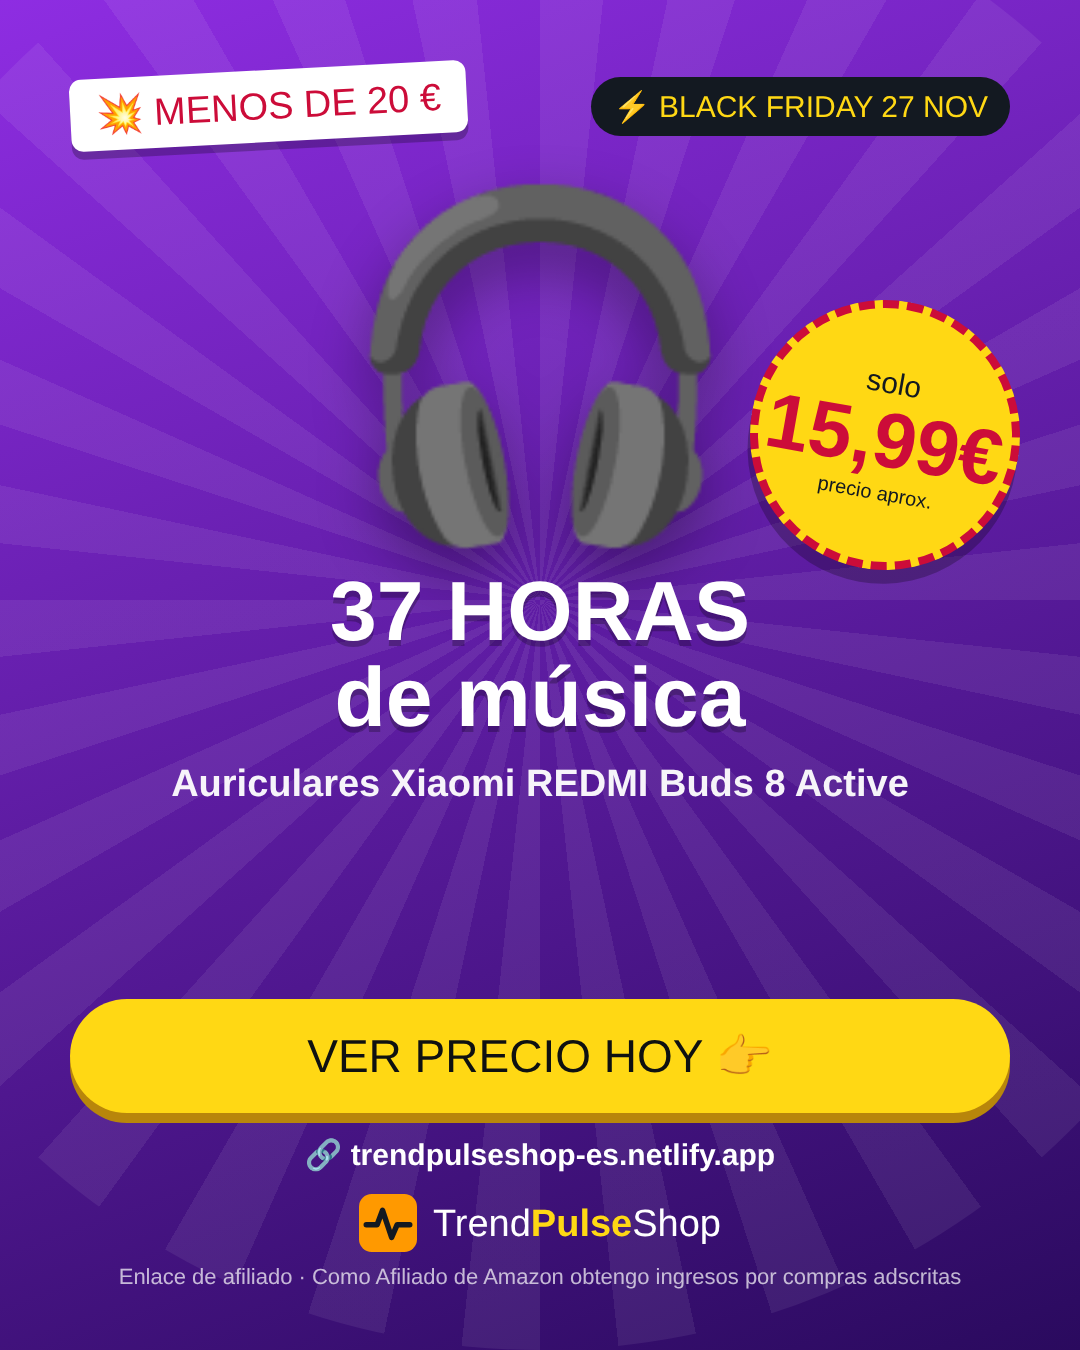 💥 MENOS DE 20 €
⚡ BLACK FRIDAY 27 NOV
solo
15,99€
precio aprox.
37 HORAS
de música
Auriculares Xiaomi REDMI Buds 8 Active
VER PRECIO HOY 👉
🔗 trendpulseshop-es.netlify.app
TrendPulseShop
Enlace de afiliado · Como Afiliado de Amazon obtengo ingresos por compras adscritas